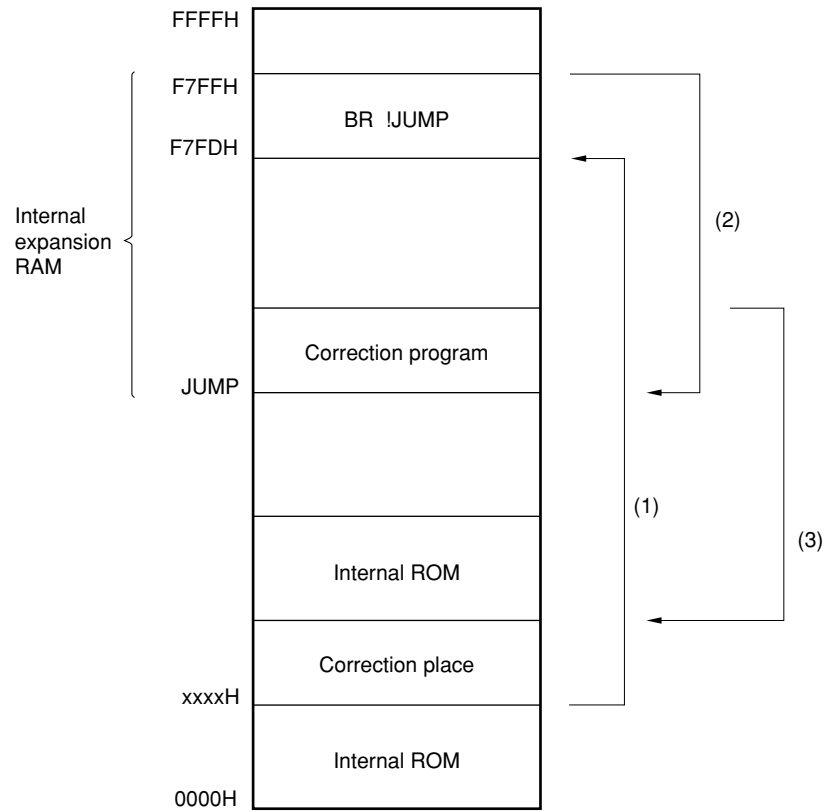 FFFFH
F7FFH
BR !JUMP
F7FDH
(2)
Internal
expansion
RAM
Correction program
JUMP
(1)
(3)
Internal ROM
Correction place
xxxxH
Internal ROM
0000H